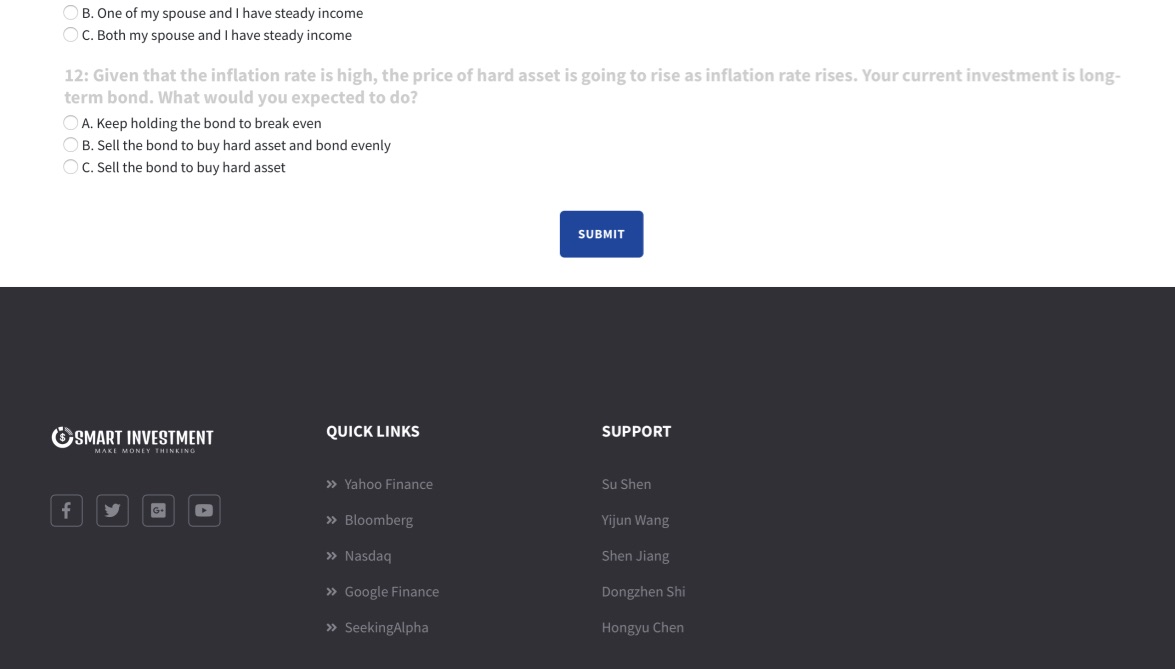 B. One of my spouse and I have steady income
C. Both my spouse and I have steady income
12: Given that the inflation rate is high, the price of hard asset is going to rise as inflation rate rises. Your current investment is long-
term bond. What would you expected to do?
A. Keep holding the bond to break even
B. Sell the bond to buy hard asset and bond evenly
C. Sell the bond to buy hard asset
SUBMIT
SMART INVESTMENT
MAKE MONEY THINKING
QUICK LINKS
Yahoo Finance
Bloomberg
Nasdaq
Google Finance
SeekingAlpha
SUPPORT
Su Shen
Yijun Wang
Shen Jiang
Dongzhen Shi
Hongyu Chen